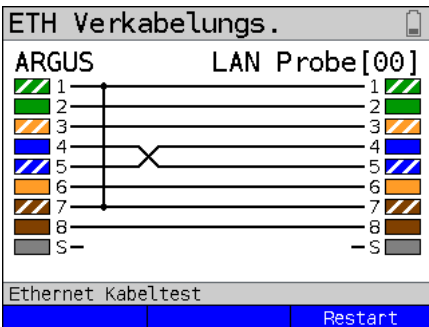 ETH Verkabelungs.
ARGUS LAN Probe[00]
1 1
2 2
3 3
4 4
5 5
6 6
7 7
8 8
S S
Ethernet Kabeltest
Restart